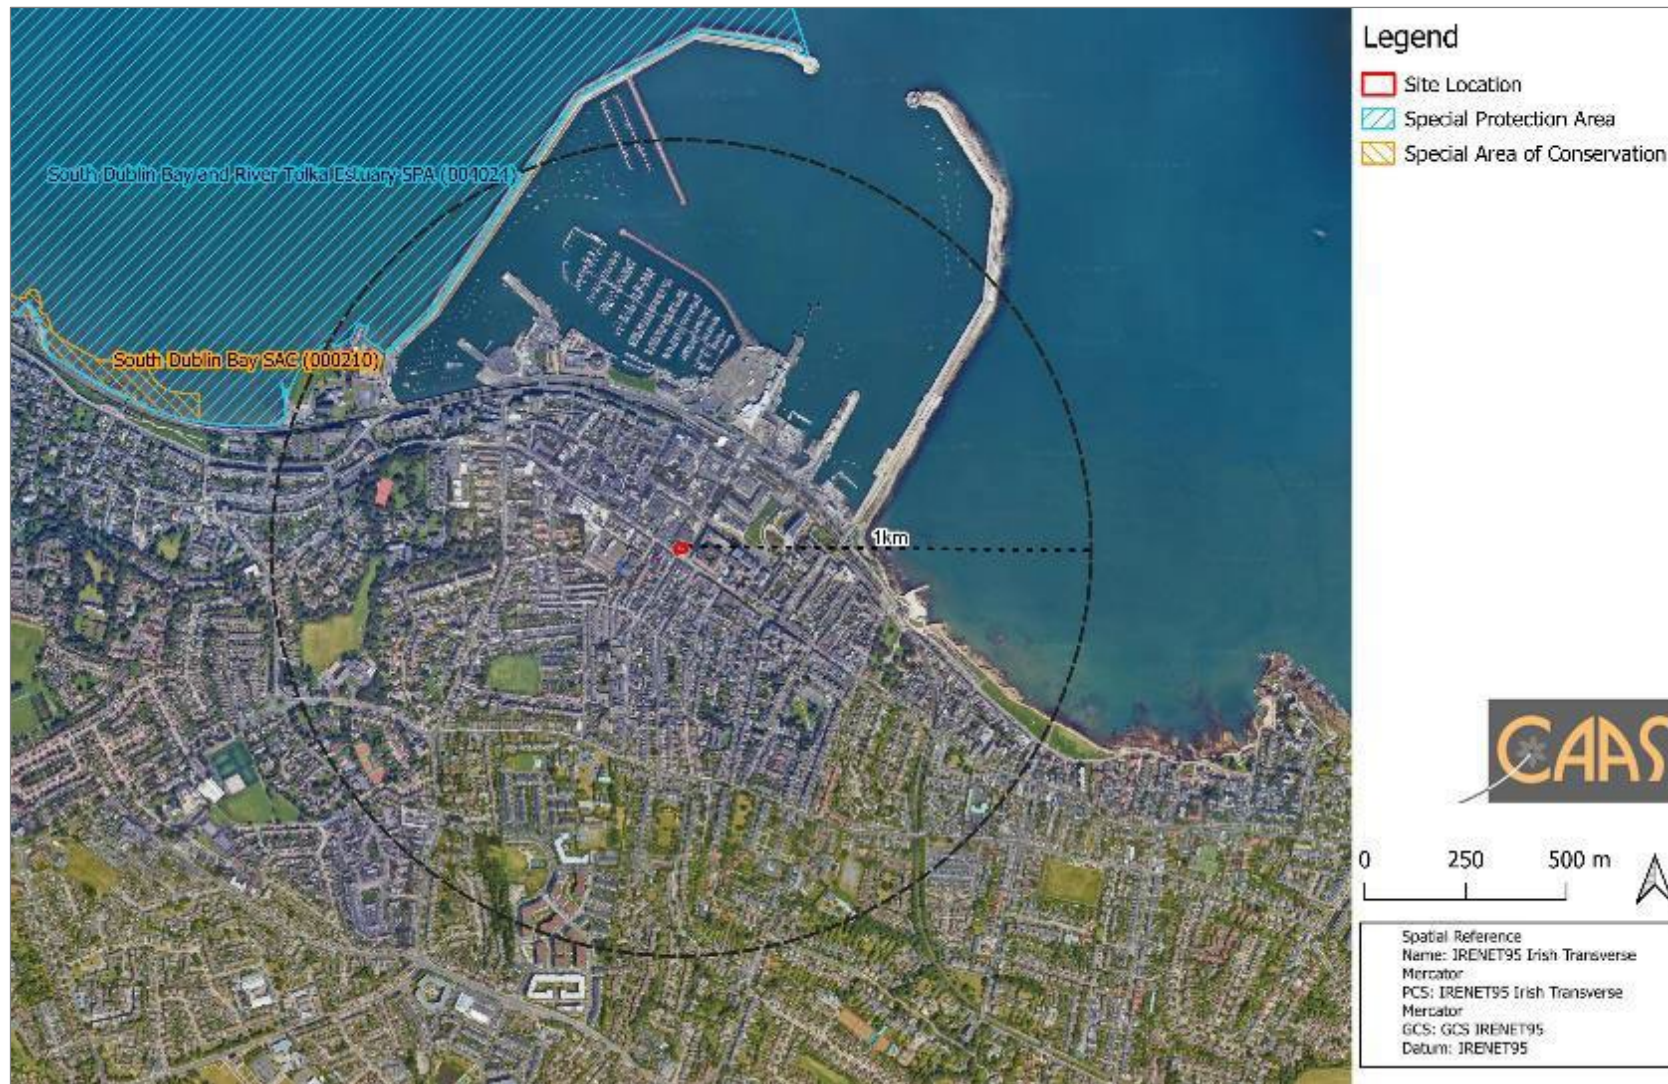 Legend
Site Location
Special Protection Area
Special Area of Conservation
South Dublin Bay and River Tolka Estuary SPA (004024)
South Dublin Bay SAC (000210)
1km
CAAS
0 250 500 m
Spatial Reference
Name: IRENET95 Irish Transverse
Mercator
PCS: IRENET95 Irish Transverse
Mercator
GCS: GCS IRENET95
Datum: IRENET95